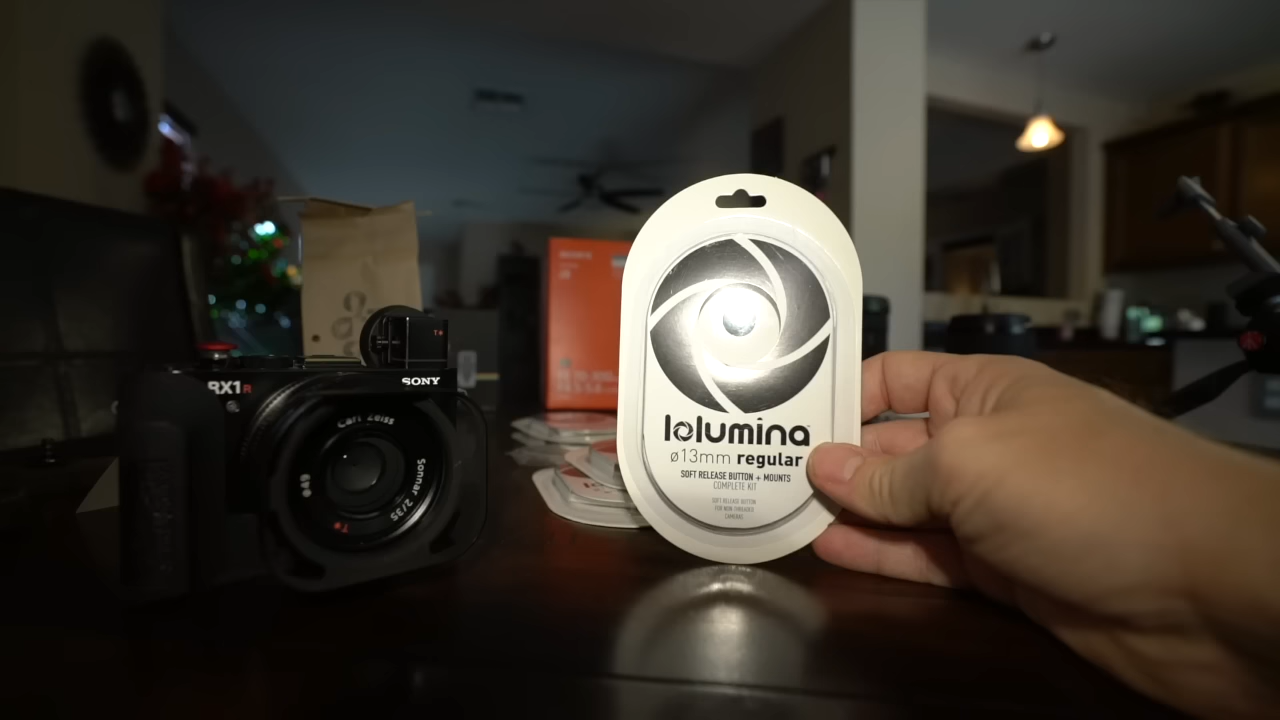 RX1R
SONY
Carl Zeiss
Sonnar 2/35
T*
T*
lolumina
ø13mm regular
SOFT RELEASE BUTTON + MOUNTS
COMPLETE KIT
SOFT RELEASE BUTTON
FOR NON-THREADED
CAMERAS